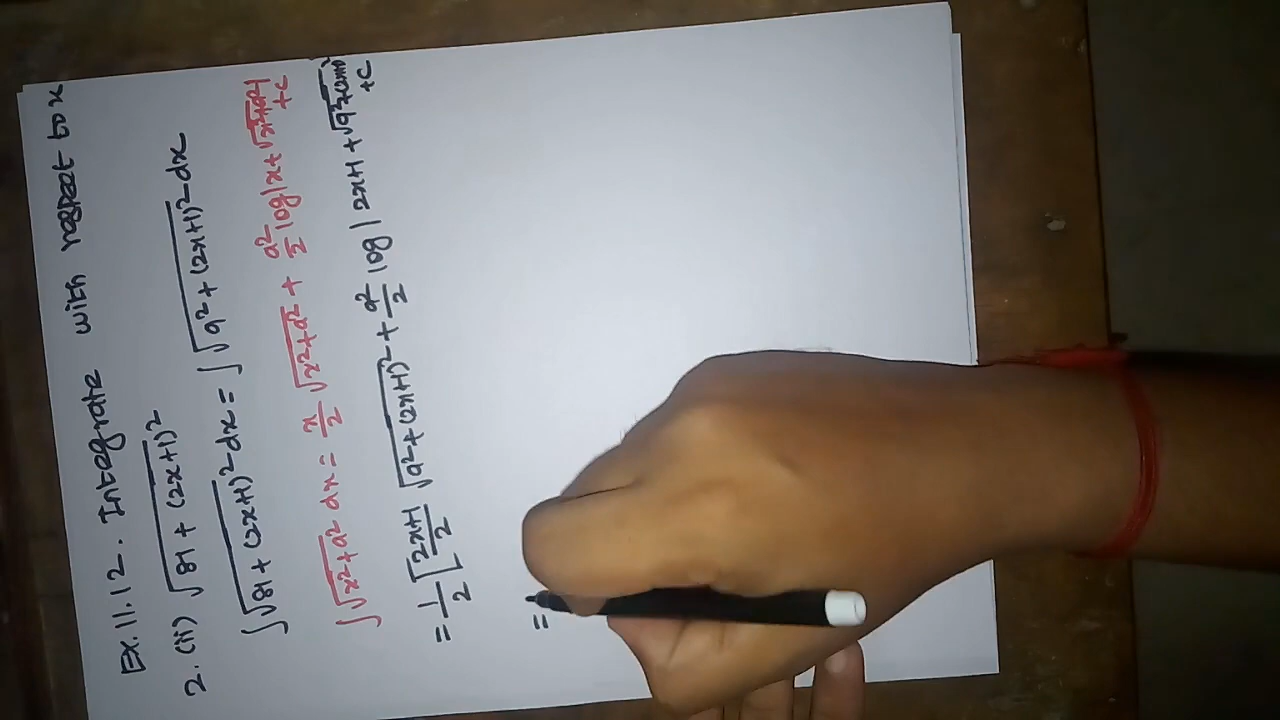 Ex.11.12. Integrate with respect to x
2.(ii) √81 + (2x+1)²
∫√81 + (2x+1)² dx = ∫√9² + (2x+1)² dx
∫√x²+a² dx = x/2 √x²+a² + a²/2 log|x+√x²+a²| +c
= 1/2 [2x+1/2 √9²+(2x+1)² + 9²/2 log|2x+1 + √9²+(2x+1)² +c
=